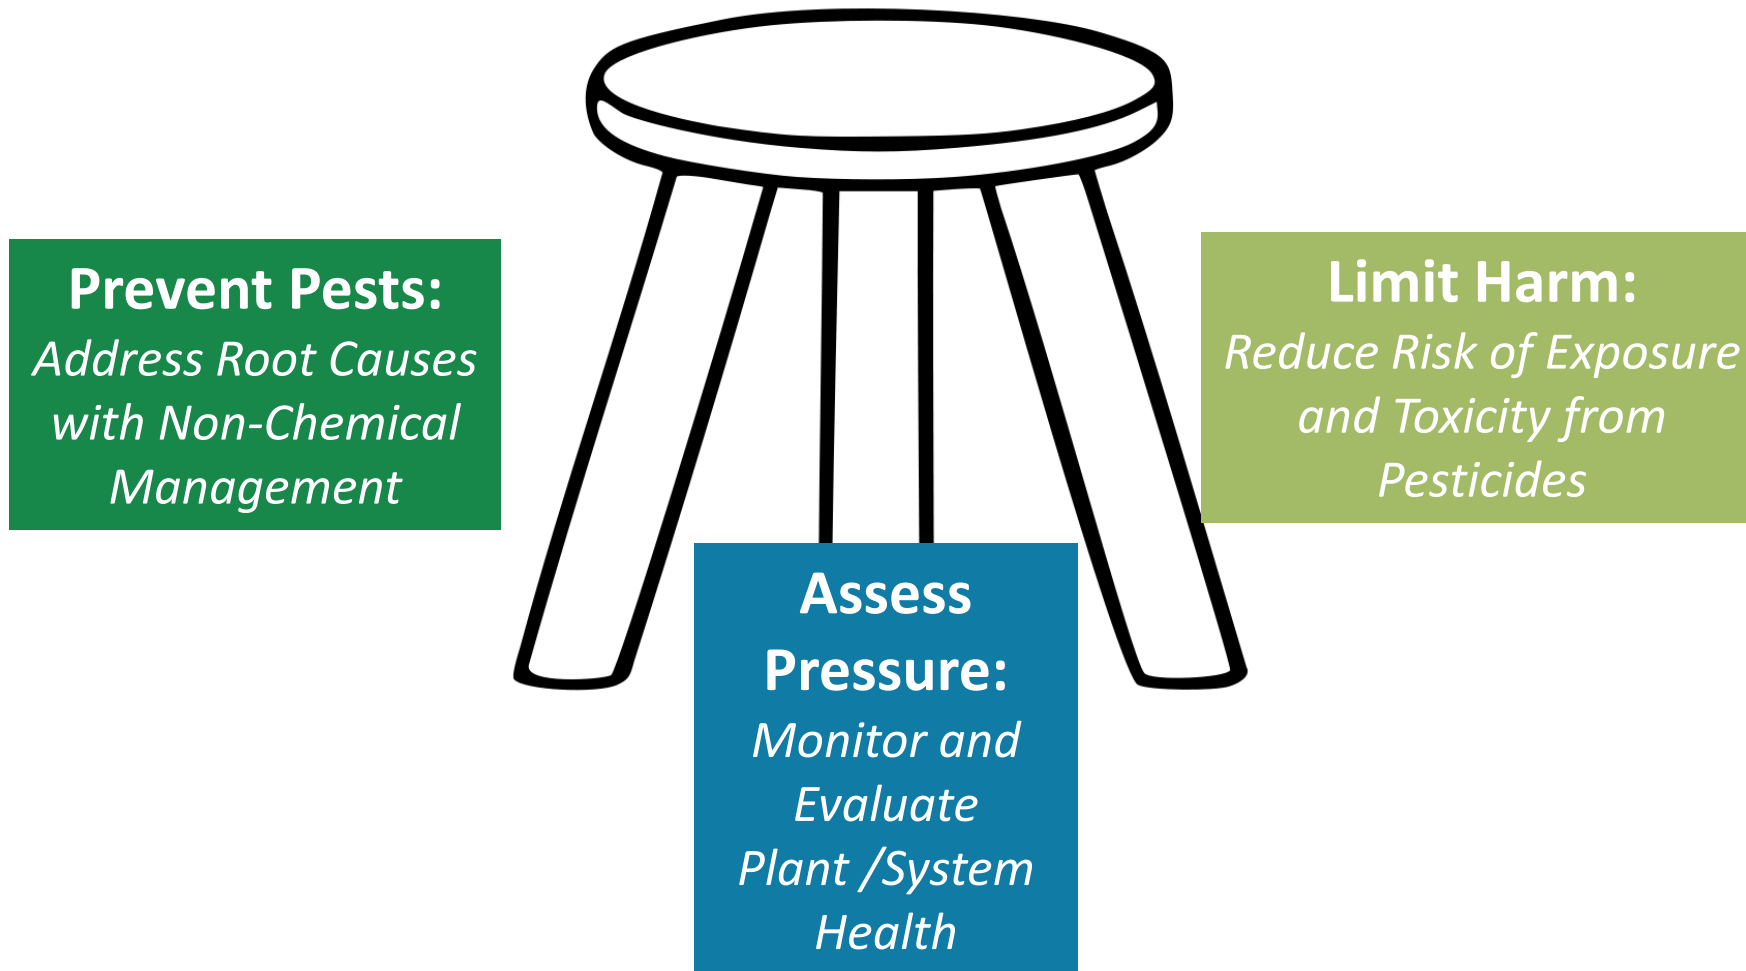 Prevent Pests:
Address Root Causes
with Non-Chemical
Management
Limit Harm:
Reduce Risk of Exposure
and Toxicity from
Pesticides
Assess
Pressure:
Monitor and
Evaluate
Plant /System
Health